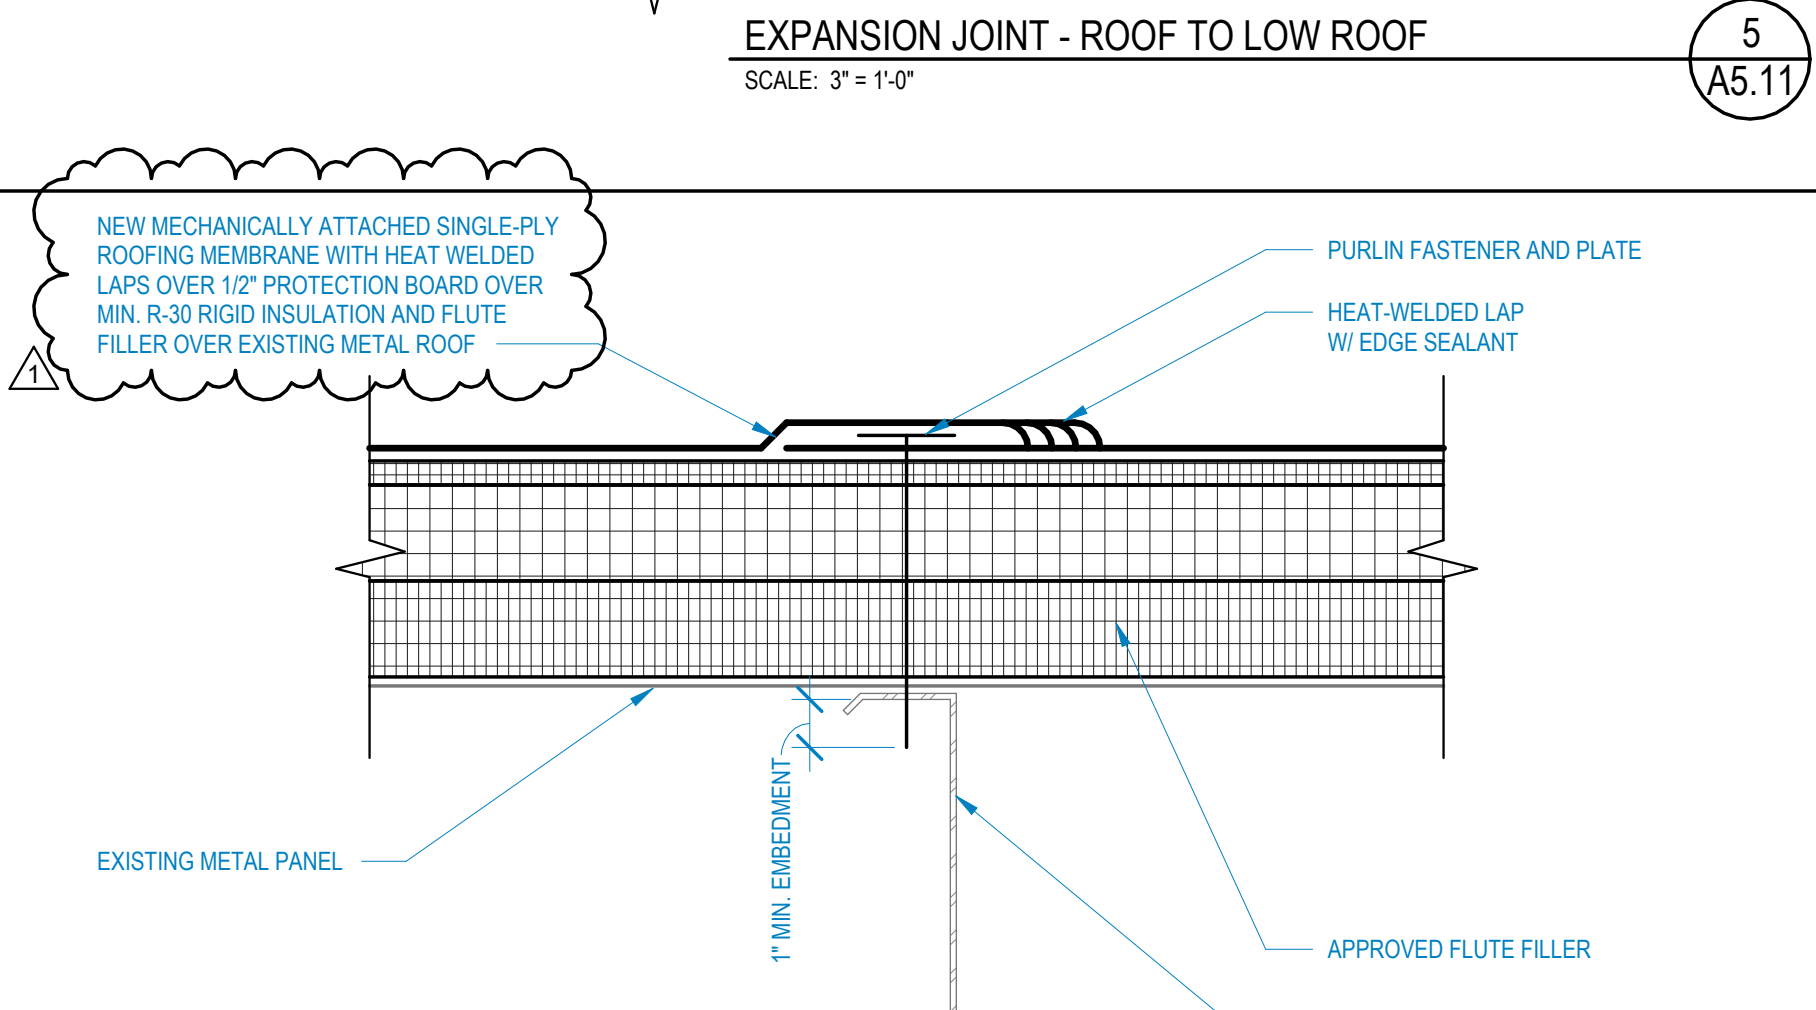 EXPANSION JOINT - ROOF TO LOW ROOF
SCALE: 3" = 1'-0"
5
A5.11
NEW MECHANICALLY ATTACHED SINGLE-PLY
ROOFING MEMBRANE WITH HEAT WELDED
LAPS OVER 1/2" PROTECTION BOARD OVER
MIN. R-30 RIGID INSULATION AND FLUTE
FILLER OVER EXISTING METAL ROOF
1
PURLIN FASTENER AND PLATE
HEAT-WELDED LAP
W/ EDGE SEALANT
1" MIN. EMBEDMENT
EXISTING METAL PANEL
APPROVED FLUTE FILLER